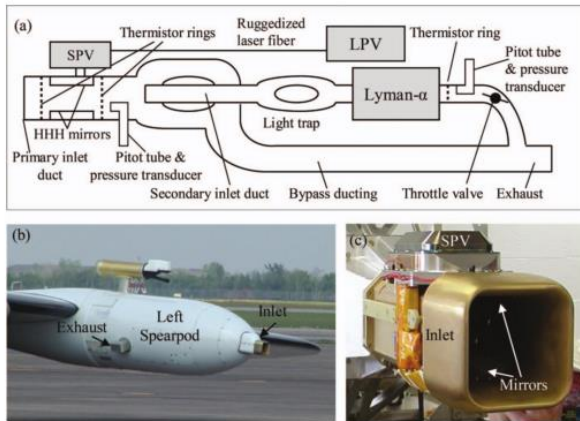 (a)
SPV
Thermistor rings
Ruggedized
laser fiber
LPV
Thermistor ring
Pitot tube
& pressure
transducer
Lyman-α
HHH mirrors
Light trap
Primary inlet
duct
Pitot tube &
pressure transducer
Secondary inlet duct
Bypass ducting
Throttle valve
Exhaust
(b)
Exhaust
Left
Spearpod
Inlet
(c)
SPV
Inlet
Mirrors